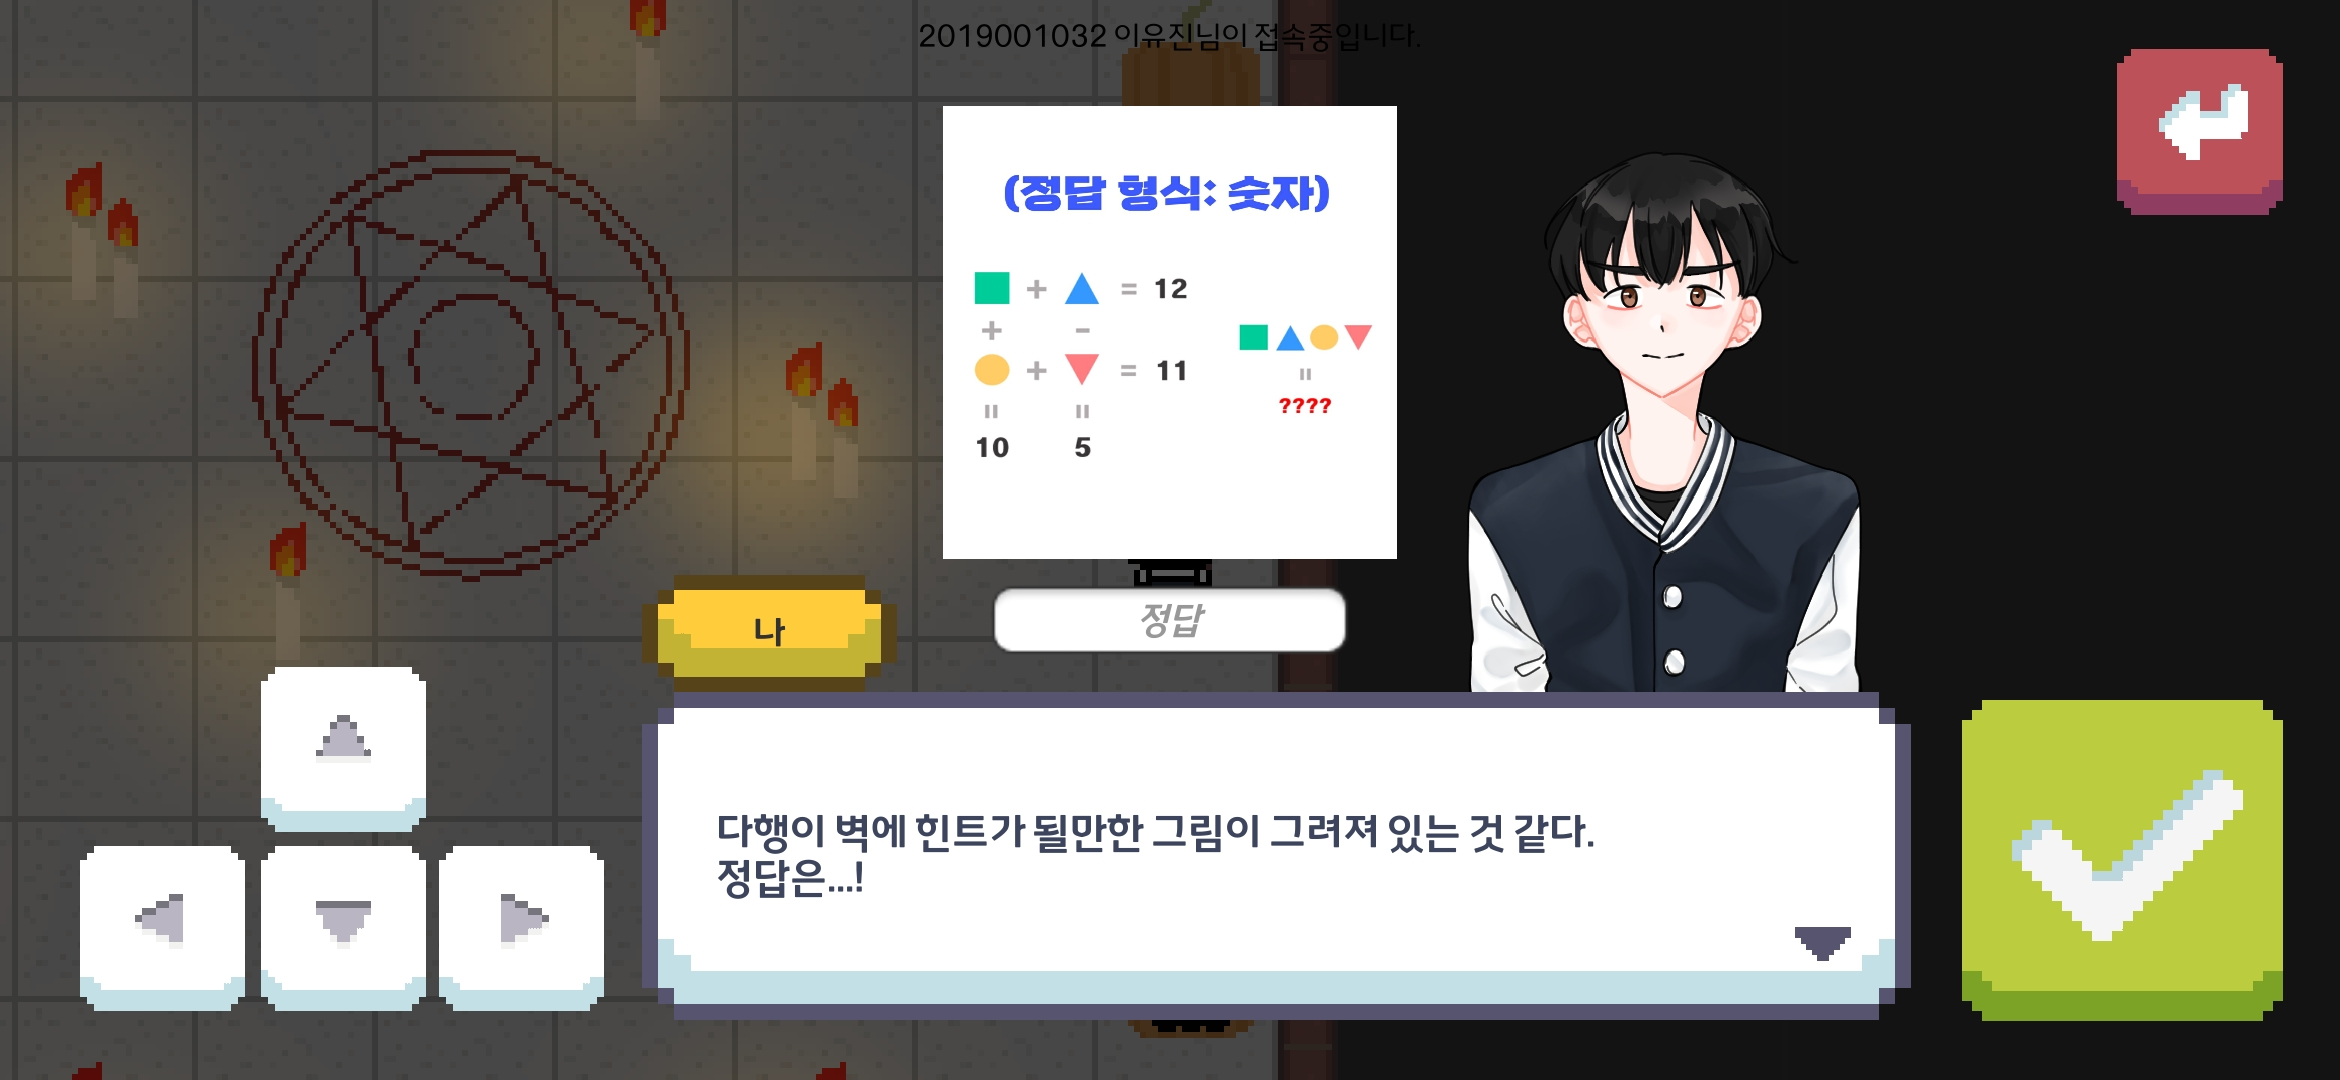 2019001032 이유진님이 접속중입니다.
(정답 형식: 숫자)
+ = 12
+ -
+ = 11
= =
10 5
=
????
정답
나
다행이 벽에 힌트가 될만한 그림이 그려져 있는 것 같다.
정답은...!